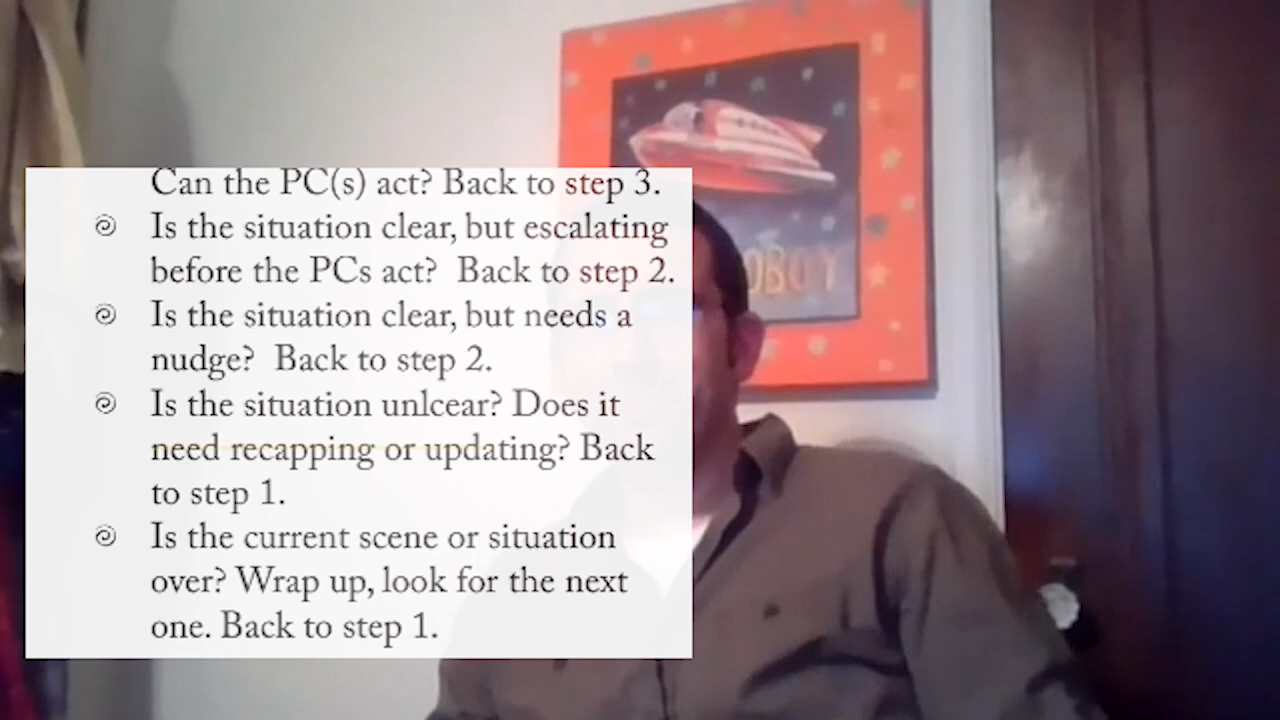 Can the PC(s) act? Back to step 3.
Is the situation clear, but escalating
before the PCs act? Back to step 2.
Is the situation clear, but needs a
nudge? Back to step 2.
Is the situation unlcear? Does it
need recapping or updating? Back
to step 1.
Is the current scene or situation
over? Wrap up, look for the next
one. Back to step 1.